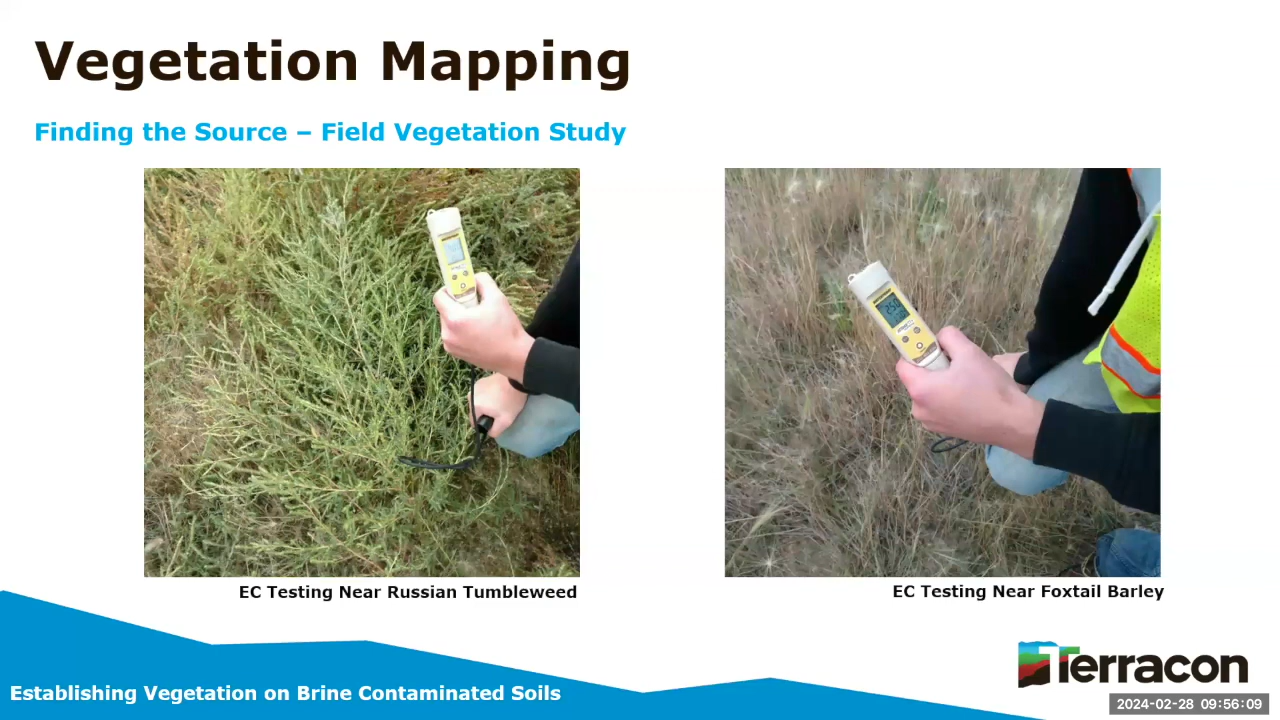 Vegetation Mapping
Finding the Source – Field Vegetation Study
EC Testing Near Russian Tumbleweed
EC Testing Near Foxtail Barley
Establishing Vegetation on Brine Contaminated Soils
Terracon
2024-02-28 09:56:09